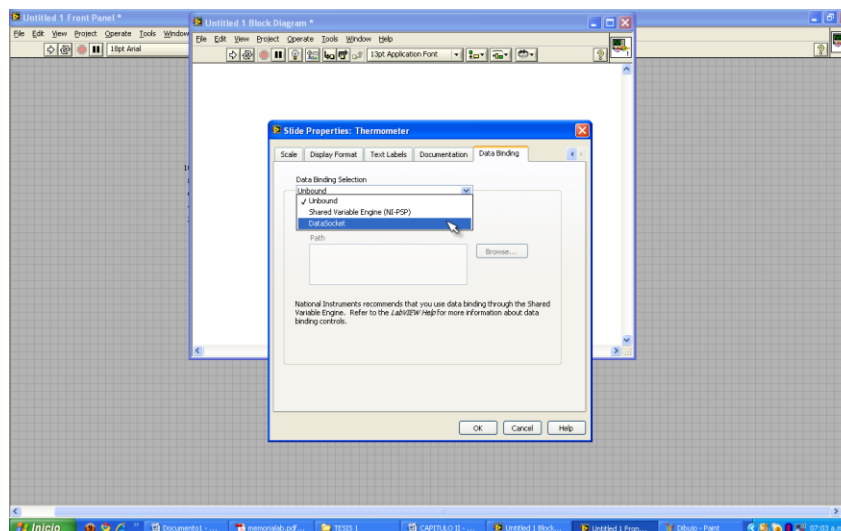 Untitled 1 Front Panel *
File Edit View Project Operate Tools Window
18pt Arial
Untitled 1 Block Diagram *
File Edit View Project Operate Tools Window Help
13pt Application Font
Slide Properties: Thermometer
Scale Display Format Text Labels Documentation Data Binding
Data Binding Selection
Unbound
✓ Unbound
Shared Variable Engine (NI-PSP)
DataSocket
Path
Browse...
National Instruments recommends that you use data binding through the Shared
Variable Engine. Refer to the LabVIEW Help for more information about data
binding controls.
OK Cancel Help
Inicio Documents1 - ... memorialab.pdf... TESIS 1 CAPITULO II - ... Untitled 1 Block... Untitled 1 Fron... Dibujo - Paint 07:03 a.m.